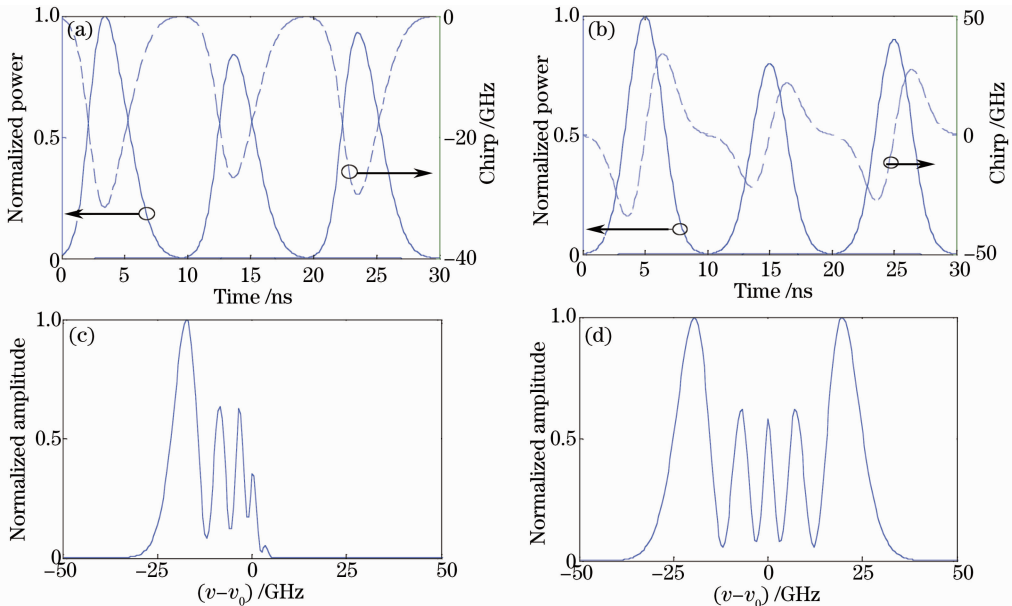 (a)
1.0
0.5
0
Normalized power
0
−20
−40
Chirp /GHz
0 5 10 15 20 25 30
Time /ns
(b)
1.0
0.5
0
Normalized power
50
0
−50
Chirp /GHz
0 5 10 15 20 25 30
Time /ns
(c)
1.0
0.5
0
Normalized amplitude
−50 −25 0 25 50
(ν−ν0) /GHz
(d)
1.0
0.5
0
Normalized amplitude
−50 −25 0 25 50
(ν−ν0) /GHz